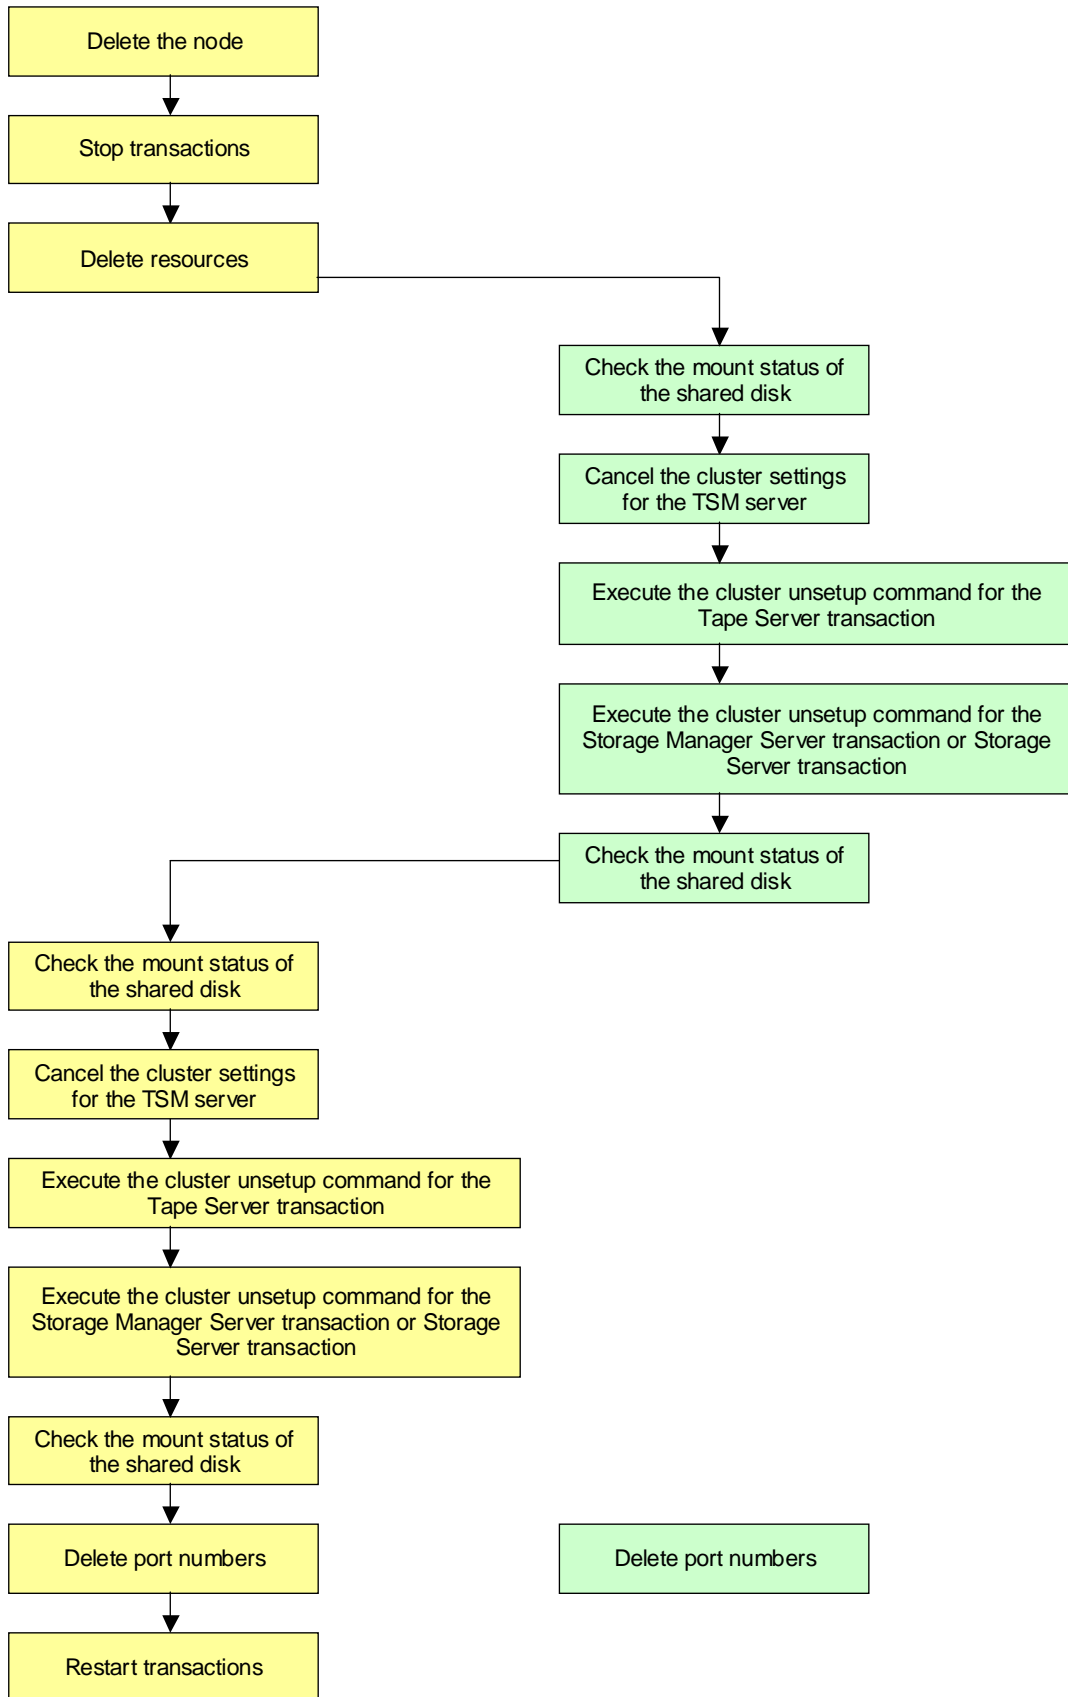 Delete the node
Stop transactions
Delete resources
Check the mount status of
the shared disk
Cancel the cluster settings
for the TSM server
Execute the cluster unsetup command for the
Tape Server transaction
Execute the cluster unsetup command for the
Storage Manager Server transaction or Storage
Server transaction
Check the mount status of
the shared disk
Check the mount status of
the shared disk
Cancel the cluster settings
for the TSM server
Execute the cluster unsetup command for the
Tape Server transaction
Execute the cluster unsetup command for the
Storage Manager Server transaction or Storage
Server transaction
Check the mount status of
the shared disk
Delete port numbers
Delete port numbers
Restart transactions